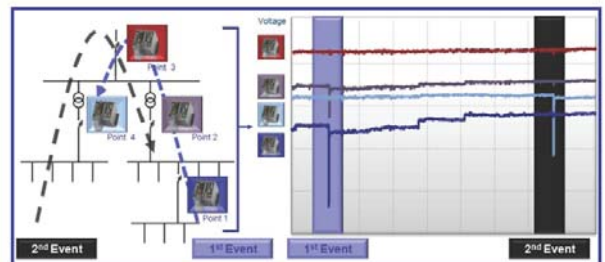 Voltage
Point 3
Point 4
Point 2
Point 1
2nd Event
1st Event
1st Event
2nd Event